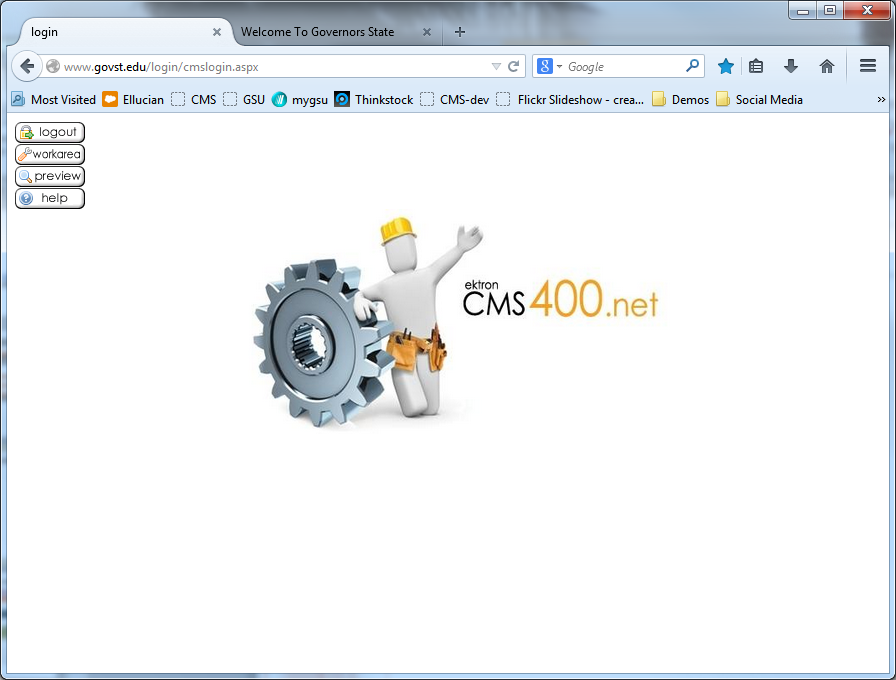 login
Welcome To Governors State
www.govst.edu/login/cmslogin.aspx
8
Google
Most Visited
Ellucian
CMS
GSU
mygsu
Thinkstock
CMS-dev
Flickr Slideshow - crea...
Demos
Social Media
»
logout
workarea
preview
help
ektron
CMS400.net